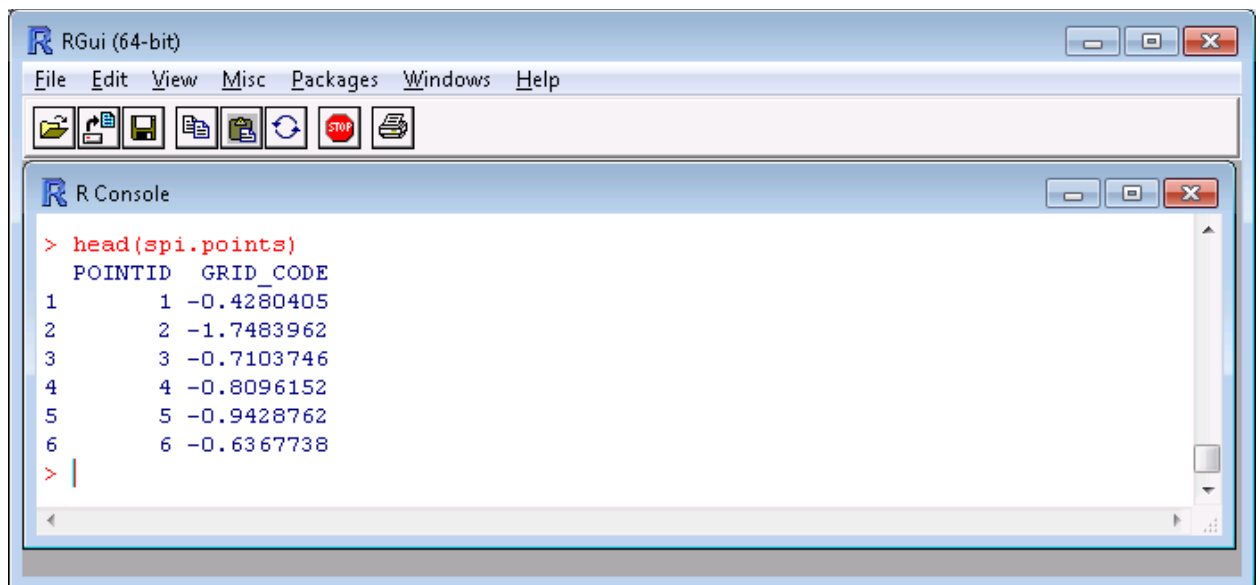 RGui (64-bit)
File Edit View Misc Packages Windows Help
STOP
R Console
> head(spi.points)
  POINTID  GRID_CODE
1       1 -0.4280405
2       2 -1.7483962
3       3 -0.7103746
4       4 -0.8096152
5       5 -0.9428762
6       6 -0.6367738
>